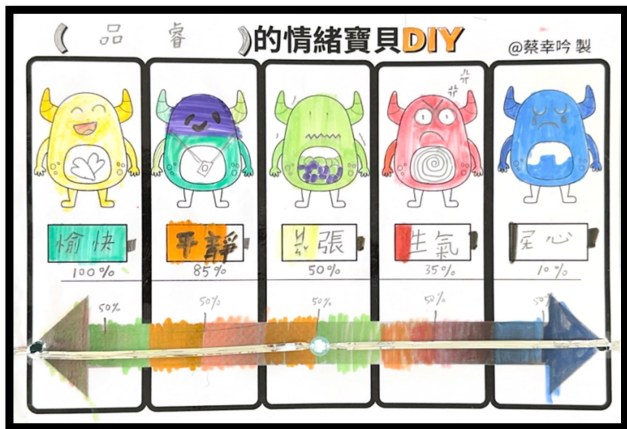 ( 品 睿 )的情緒寶貝DIY
@蔡幸吟 製
愉快 平靜 緊張 生氣 心
100% 85% 50% 35% 10%
50% 50% 50% 50% 50%